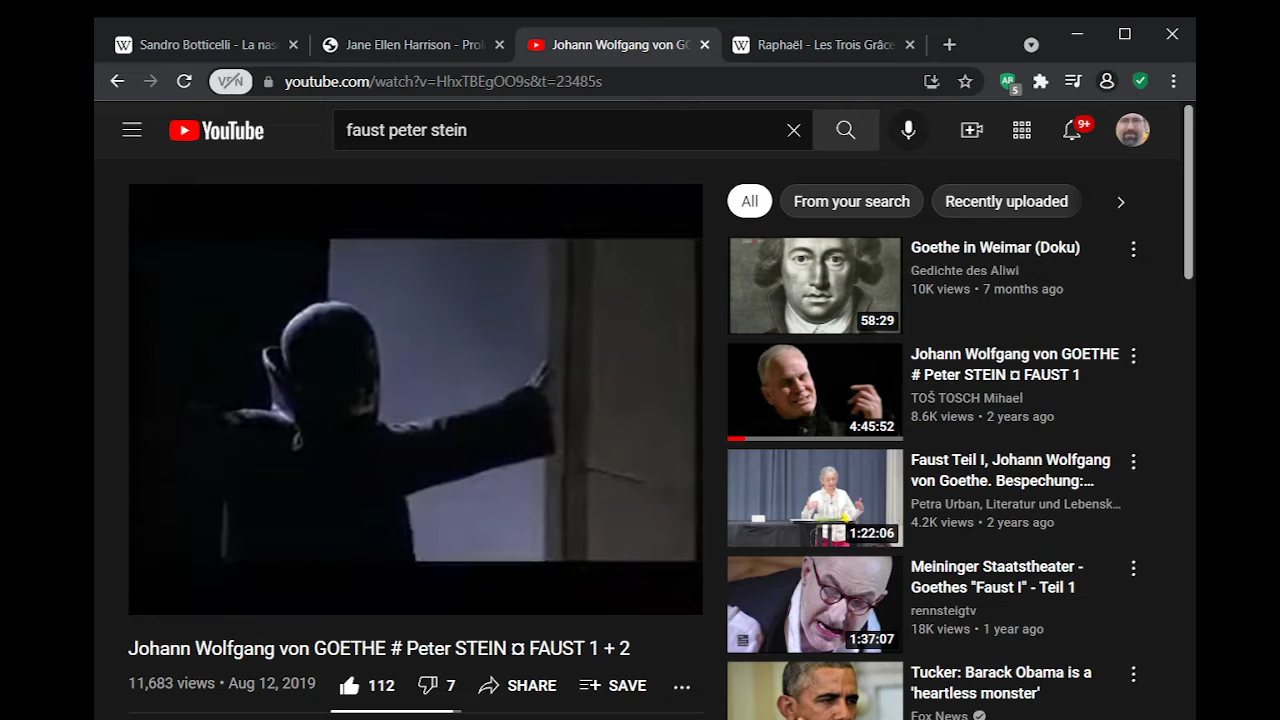 Sandro Botticelli - La nas
Jane Ellen Harrison - Prol
Johann Wolfgang von GO
Raphaël - Les Trois Grâce
VPN
youtube.com/watch?v=HhxTBEgOO9s&t=23485s
5
YouTube
faust peter stein
9+
All
From your search
Recently uploaded
Goethe in Weimar (Doku)
Gedichte des Aliwi
10K views • 7 months ago
58:29
Johann Wolfgang von GOETHE
# Peter STEIN ¤ FAUST 1
TOŠ TOSCH Mihael
8.6K views • 2 years ago
4:45:52
Faust Teil I, Johann Wolfgang
von Goethe. Bespechung:...
Petra Urban, Literatur und Lebensk...
4.2K views • 2 years ago
1:22:06
Meininger Staatstheater -
Goethes "Faust I" - Teil 1
rennsteigtv
18K views • 1 year ago
1:37:07
Tucker: Barack Obama is a
'heartless monster'
Fox News
Johann Wolfgang von GOETHE # Peter STEIN ¤ FAUST 1 + 2
11,683 views • Aug 12, 2019
112
7
SHARE
SAVE